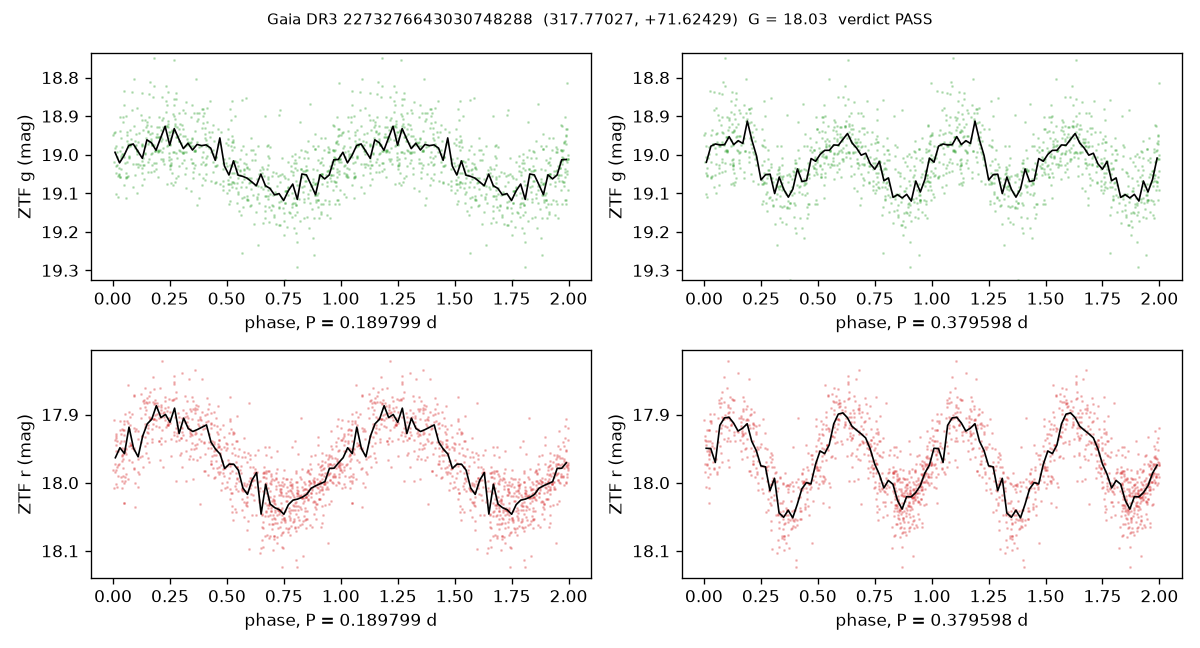 Gaia DR3 2273276643030748288 (317.77027, +71.62429) G = 18.03 verdict PASS
ZTF g (mag)
18.8
18.9
19.0
19.1
19.2
19.3
0.00 0.25 0.50 0.75 1.00 1.25 1.50 1.75 2.00
phase, P = 0.189799 d
ZTF g (mag)
18.8
18.9
19.0
19.1
19.2
19.3
0.00 0.25 0.50 0.75 1.00 1.25 1.50 1.75 2.00
phase, P = 0.379598 d
ZTF r (mag)
17.9
18.0
18.1
0.00 0.25 0.50 0.75 1.00 1.25 1.50 1.75 2.00
phase, P = 0.189799 d
ZTF r (mag)
17.9
18.0
18.1
0.00 0.25 0.50 0.75 1.00 1.25 1.50 1.75 2.00
phase, P = 0.379598 d